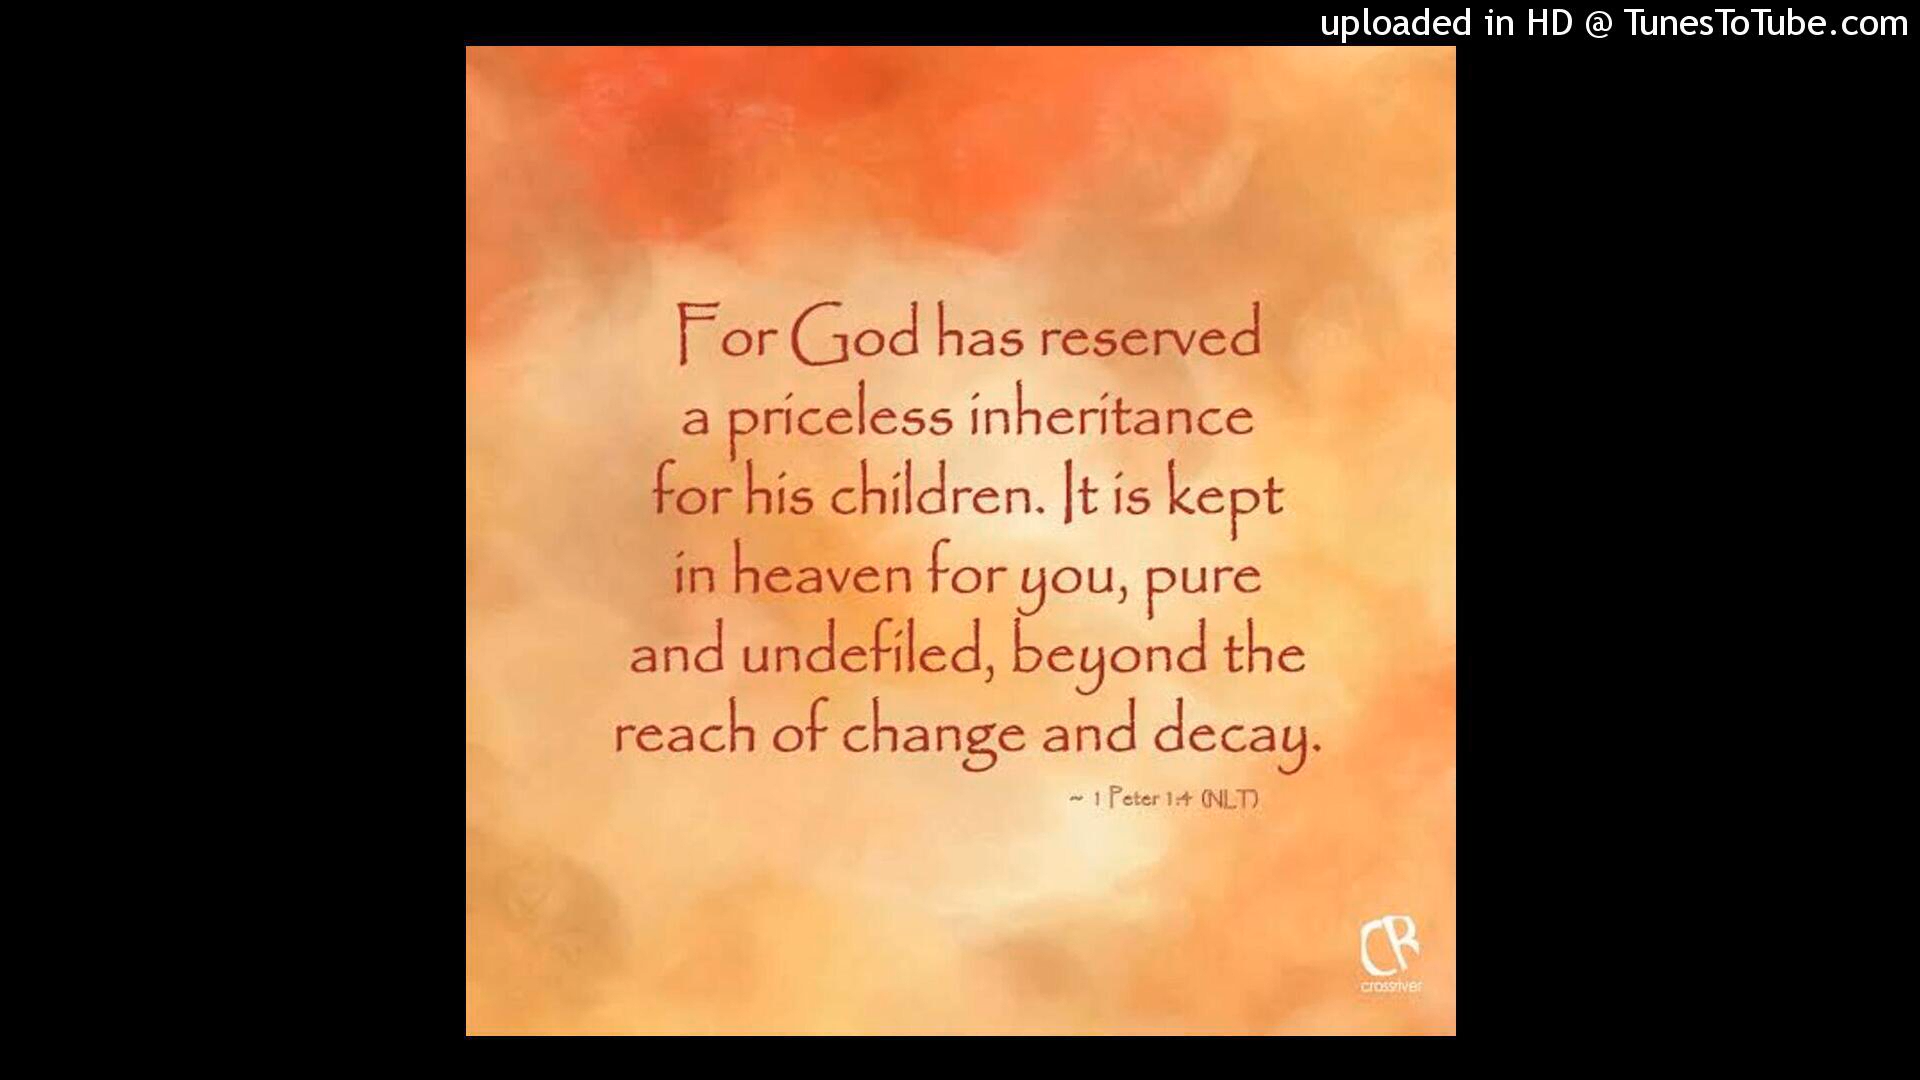 uploaded in HD @ TunesToTube.com
For God has reserved
a priceless inheritance
for his children. It is kept
in heaven for you, pure
and undefiled, beyond the
reach of change and decay.
~ 1 Peter 1:4 (NLT)
CR
crossriver